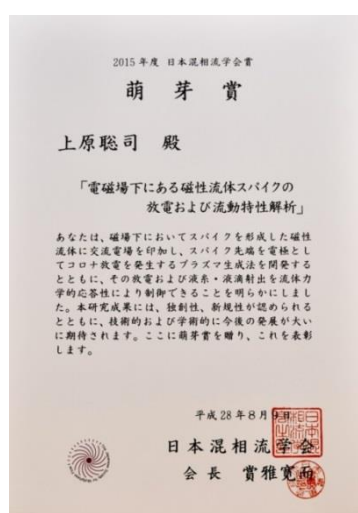 2015年度 日本混相流学会賞
萌芽賞
上原聡司 殿
「電磁場下にある磁性流体スパイクの
放電および流動特性解析」
あなたは、磁場下においてスパイクを形成した磁性
流体に交流電場を印加し、スパイク先端を電極とし
てコロナ放電を発生するプラズマ生成法を開発する
とともに、その放電および液糸・液滴射出を流体力
学的応答性により制御できることを明らかにしまし
た。本研究成果には、独創性、新規性が認められる
とともに、技術的および学術的に今後の発展が大い
に期待されます。ここに萌芽賞を贈り、これを表彰
します。
平成28年8月
日本混相流学会
会長 賞雅寛而